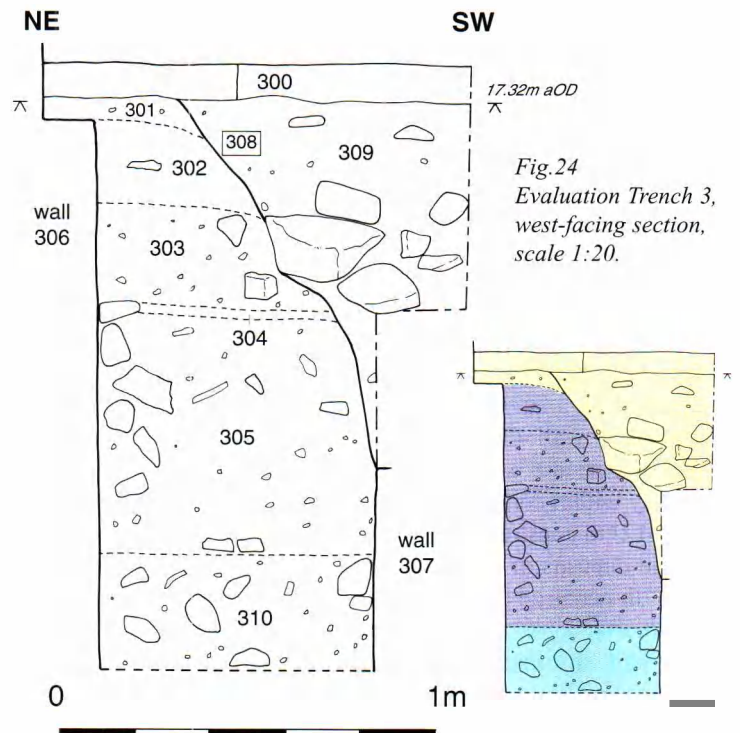 NE
SW
300
17.32m aOD
301
308
309
302
Fig.24
Evaluation Trench 3,
west-facing section,
scale 1:20.
wall
306
303
304
305
wall
307
310
0
1m